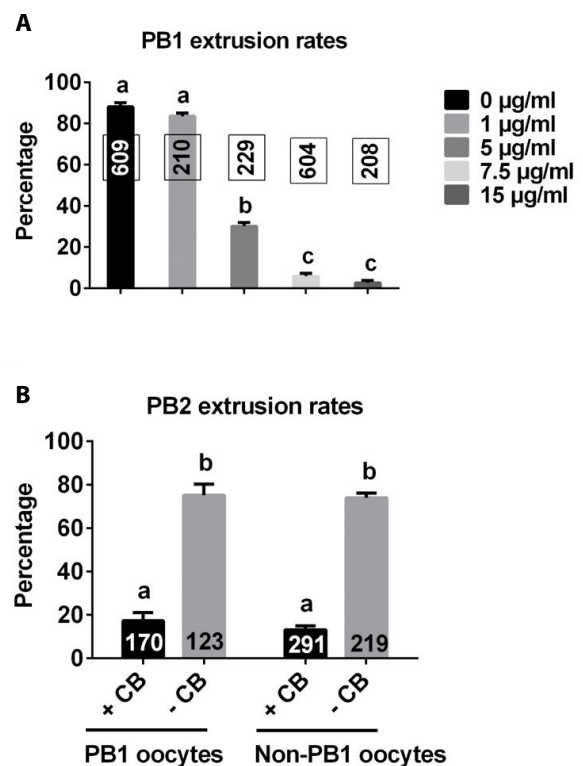 A
PB1 extrusion rates
Percentage
100
80
60
40
20
0
a
a
b
c
c
609
210
229
604
208
0 µg/ml
1 µg/ml
5 µg/ml
7.5 µg/ml
15 µg/ml
B
PB2 extrusion rates
Percentage
100
80
60
40
20
0
a
b
a
b
170
123
291
219
+ CB
- CB
+ CB
- CB
PB1 oocytes
Non-PB1 oocytes